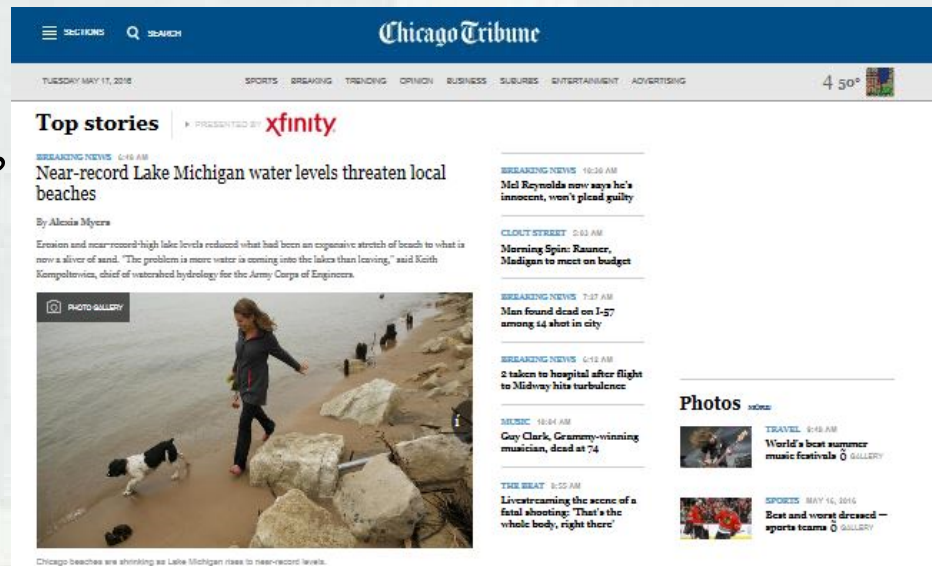 SECTIONS
SEARCH
Chicago Tribune
TUESDAY MAY 17, 2016
SPORTS BREAKING TRENDING OPINION BUSINESS SUBURBS ENTERTAINMENT ADVERTISING
4 50°
Top stories
PRESENTED BY xfinity
BREAKING NEWS 6:46 AM
Near-record Lake Michigan water levels threaten local
beaches
By Alexia Myers
Erosion and near-record-high lake levels reduced what had been an expansive stretch of beach to what is
now a sliver of sand. "The problem is more water is coming into the lakes than leaving," said Keith
Kompoltowicz, chief of watershed hydrology for the Army Corps of Engineers.
PHOTO GALLERY
i
Chicago beaches are shrinking as Lake Michigan rises to near-record levels.
BREAKING NEWS 10:30 AM
Mel Reynolds now says he's
innocent, won't plead guilty
CLOUT STREET
Morning Spin: Rauner,
Madigan to meet on budget
BREAKING NEWS 7:37 AM
Man found dead on I-57
among 14 shot in city
BREAKING NEWS 6:12 AM
2 taken to hospital after flight
to Midway hits turbulence
MUSIC 10:04 AM
Guy Clark, Grammy-winning
musician, dead at 74
THE BEAT 8:55 AM
Livestreaming the scene of a
fatal shooting: 'That's the
whole body, right there'
Photos MORE
TRAVEL
World's best summer
music festivals Õ GALLERY
SPORTS MAY 16, 2016
Best and worst dressed —
sports teams Õ GALLERY